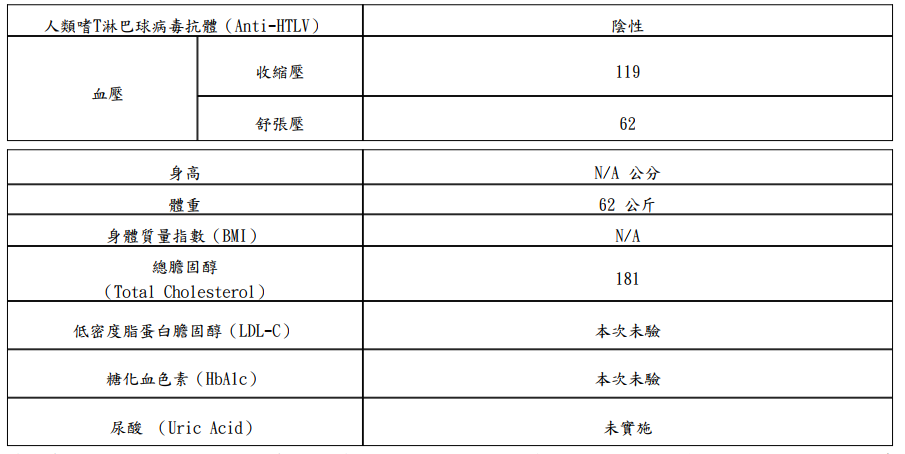 人類嗜T淋巴球病毒抗體（Anti-HTLV） 陰性
血壓 收縮壓 119
舒張壓 62
身高 N/A 公分
體重 62 公斤
身體質量指數（BMI） N/A
總膽固醇
（Total Cholesterol） 181
低密度脂蛋白膽固醇（LDL-C） 本次未驗
糖化血色素（HbA1c） 本次未驗
尿酸 （Uric Acid） 未實施